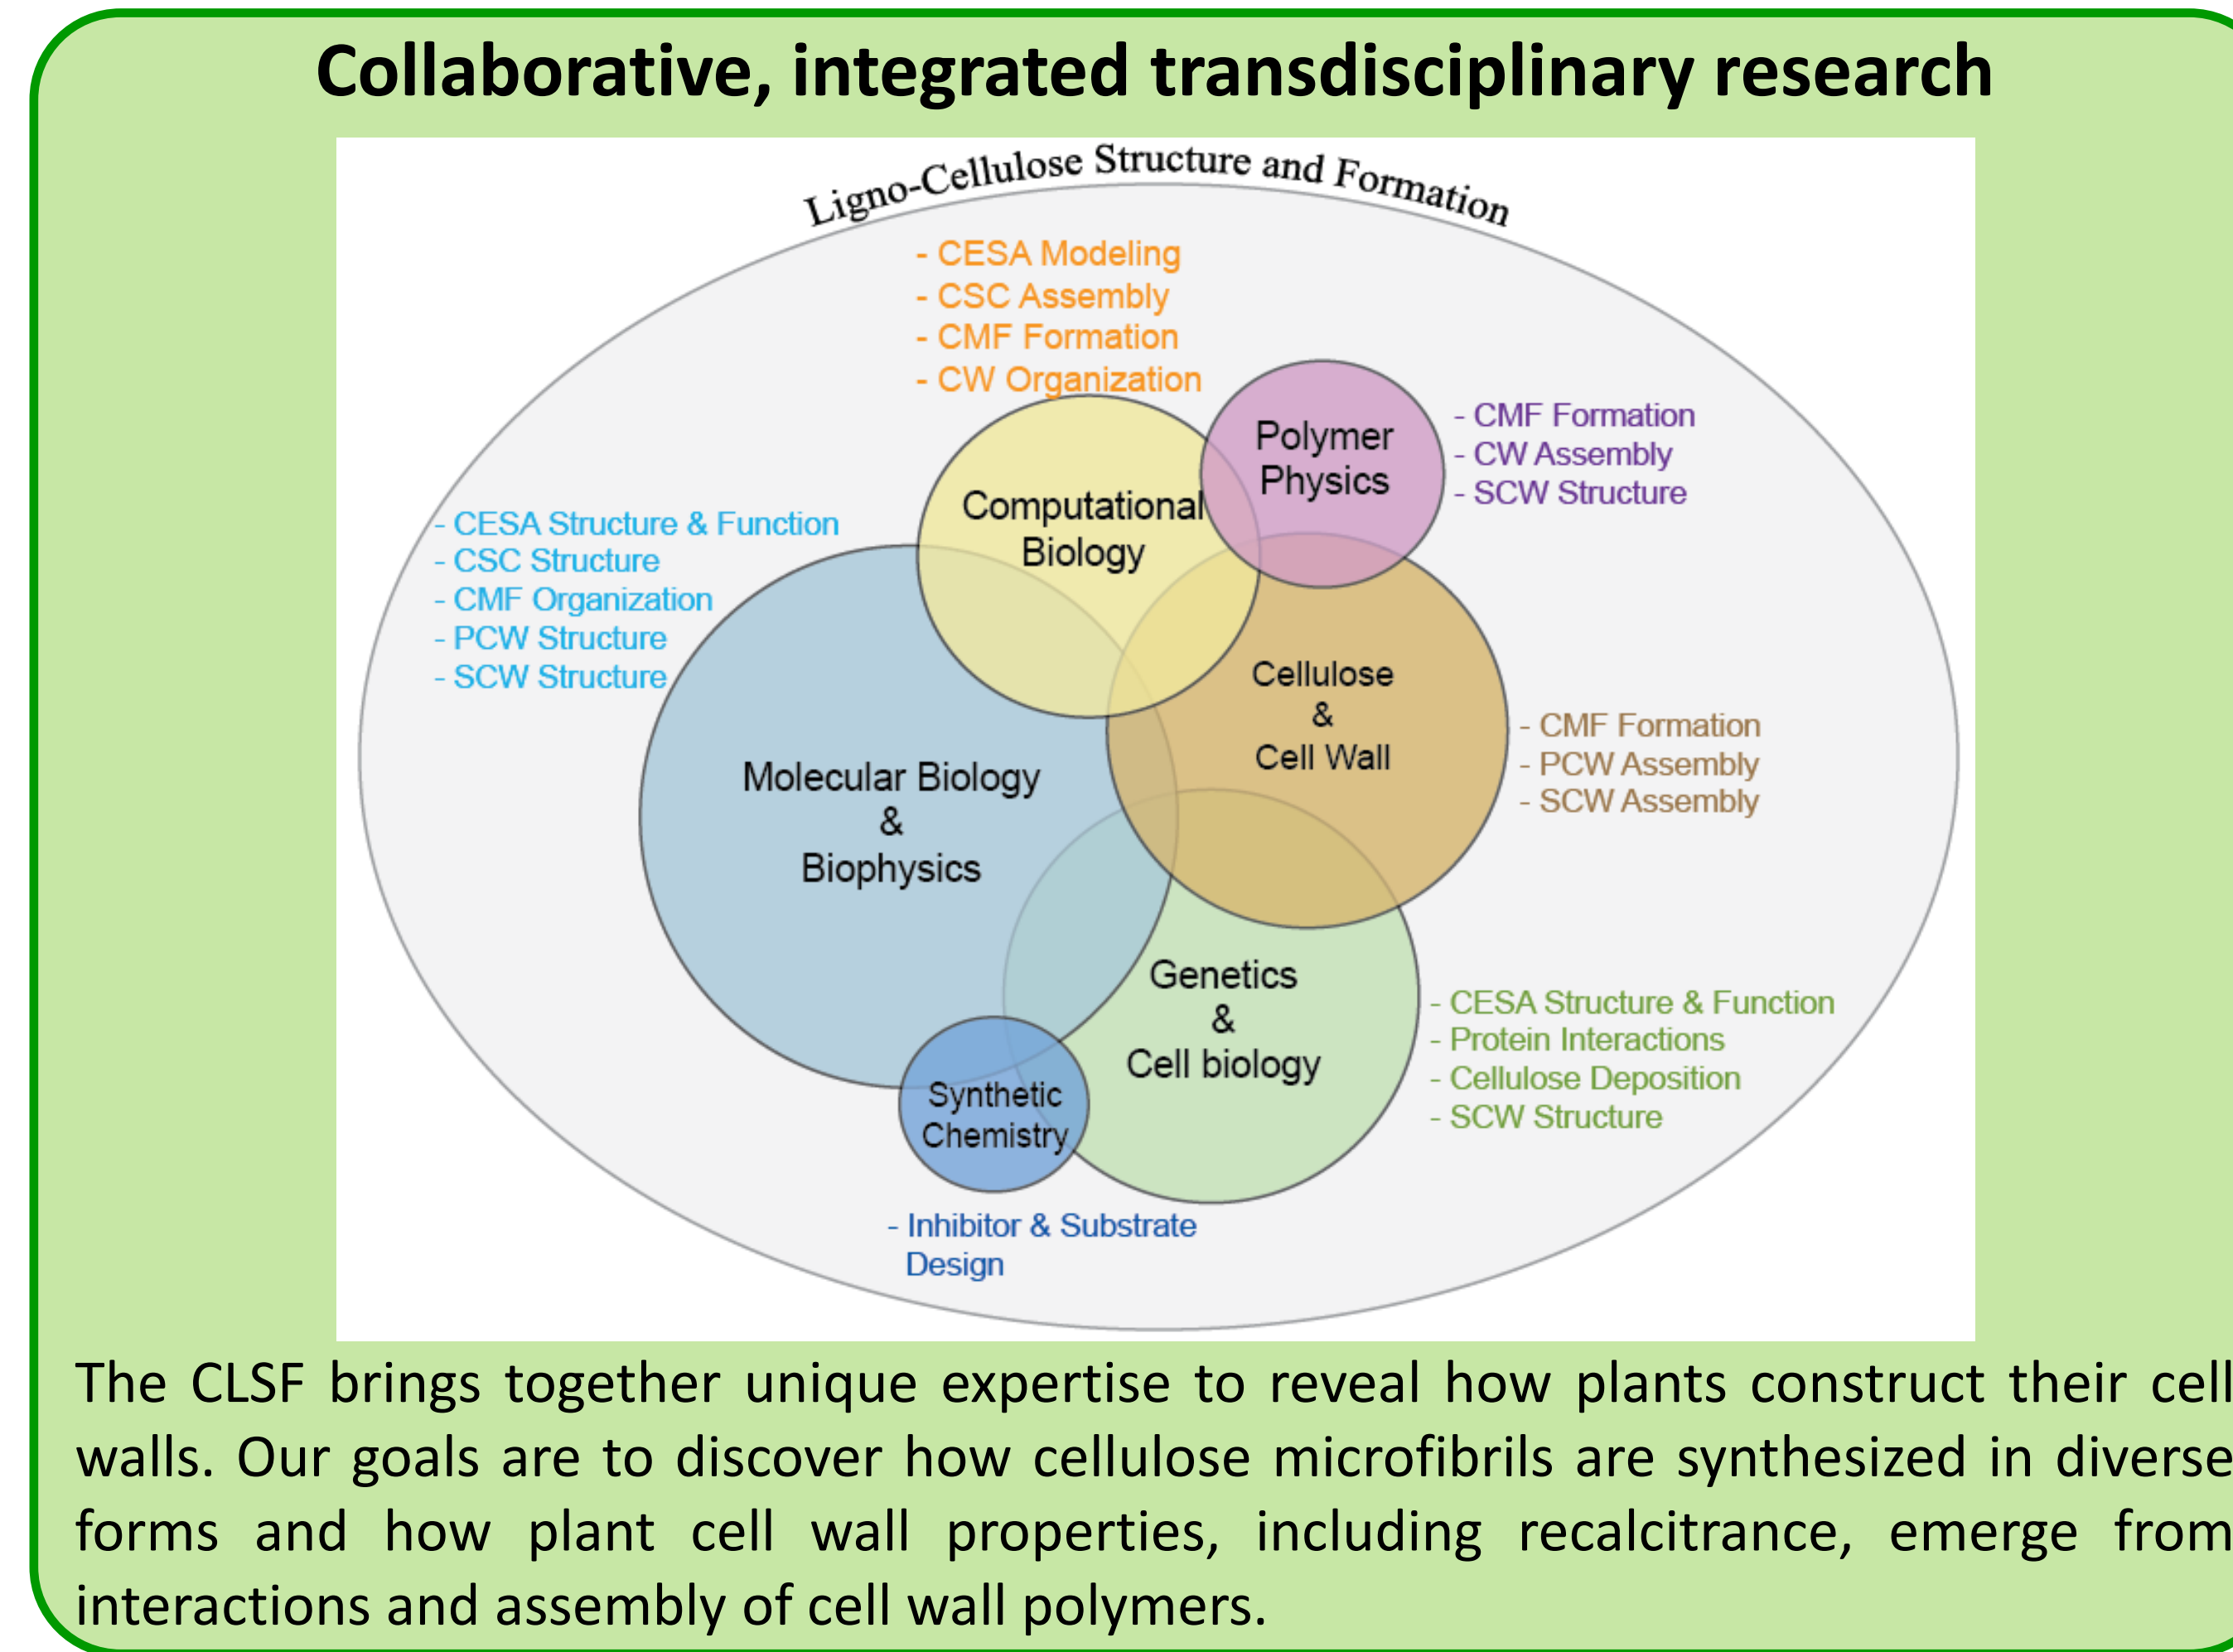 Collaborative, integrated transdisciplinary research
Ligno-Cellulose Structure and Formation
- CESA Modeling
- CSC Assembly
- CMF Formation
- CW Organization
Polymer
Physics
- CMF Formation
- CW Assembly
- SCW Structure
Computational
Biology
- CESA Structure & Function
- CSC Structure
- CMF Organization
- PCW Structure
- SCW Structure
Cellulose
&
Cell Wall
- CMF Formation
- PCW Assembly
- SCW Assembly
Molecular Biology
&
Biophysics
Genetics
&
Cell biology
- CESA Structure & Function
- Protein Interactions
- Cellulose Deposition
- SCW Structure
Synthetic
Chemistry
- Inhibitor & Substrate
Design
The CLSF brings together unique expertise to reveal how plants construct their cell
walls. Our goals are to discover how cellulose microfibrils are synthesized in diverse
forms and how plant cell wall properties, including recalcitrance, emerge from
interactions and assembly of cell wall polymers.